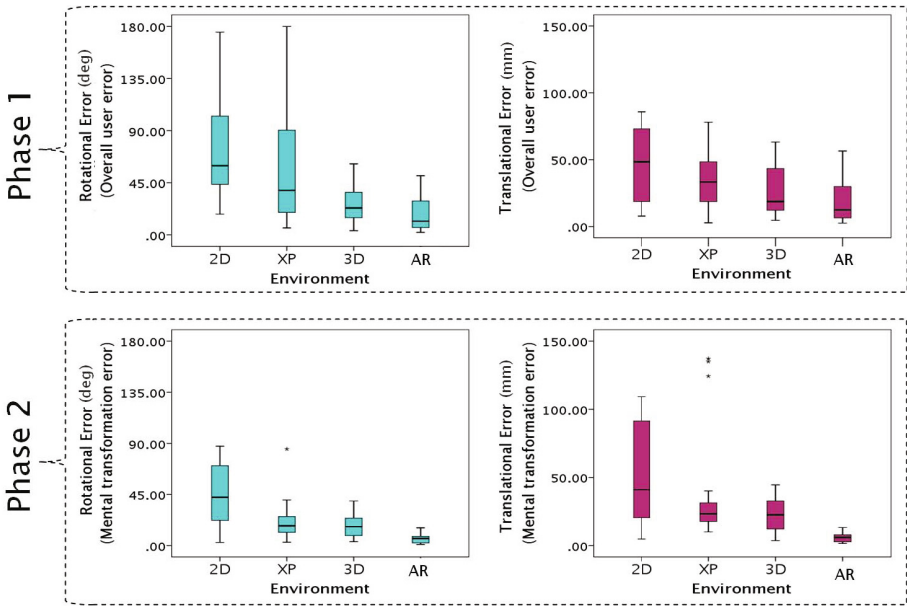 Phase 1
Rotational Error (deg)
(Overall user error)
180.00
135.00
90.00
45.00
.00
2D XP 3D AR
Environment
Translational Error (mm)
(Overall user error)
150.00
100.00
50.00
.00
2D XP 3D AR
Environment
Phase 2
Rotational Error (deg)
(Mental transformation error)
180.00
135.00
90.00
45.00
.00
2D XP 3D AR
Environment
Translational Error (mm)
(Mental transformation error)
150.00
100.00
50.00
.00
2D XP 3D AR
Environment